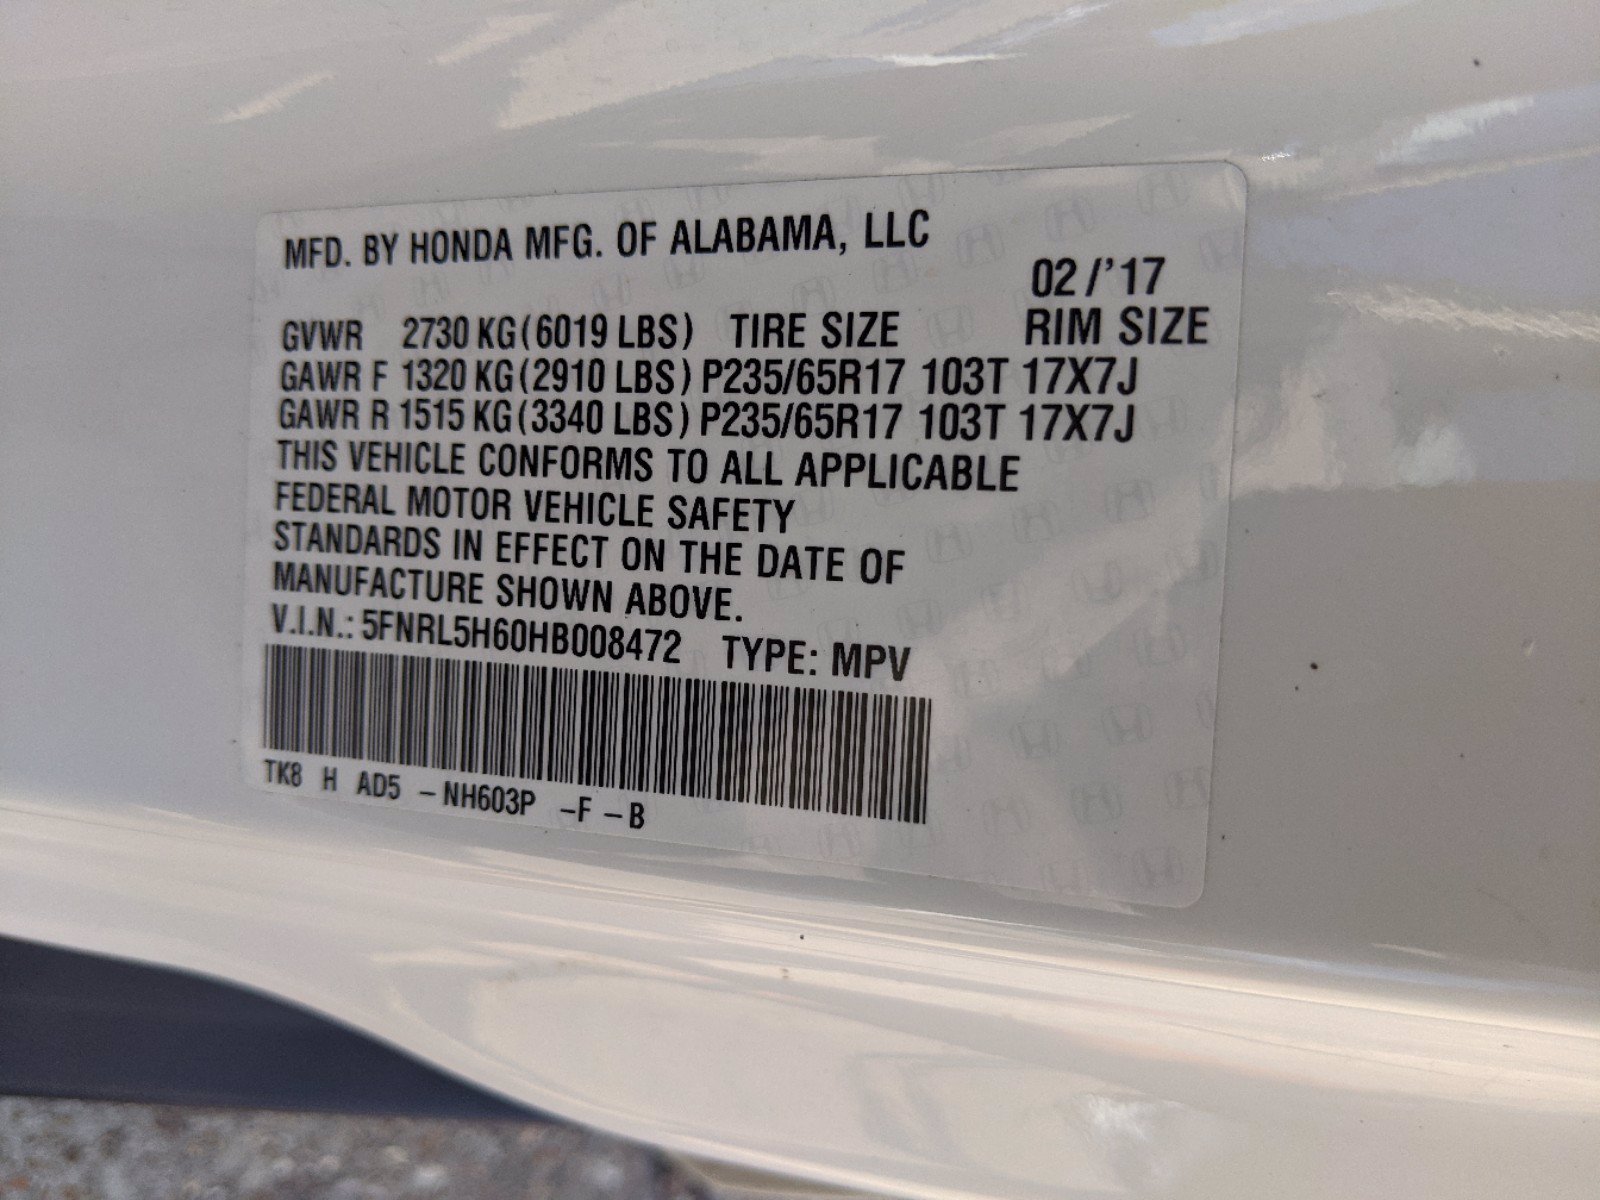 MFD. BY HONDA MFG. OF ALABAMA, LLC
02/'17
GVWR 2730 KG(6019 LBS) TIRE SIZE RIM SIZE
GAWR F 1320 KG(2910 LBS) P235/65R17 103T 17X7J
GAWR R 1515 KG(3340 LBS) P235/65R17 103T 17X7J
THIS VEHICLE CONFORMS TO ALL APPLICABLE
FEDERAL MOTOR VEHICLE SAFETY
STANDARDS IN EFFECT ON THE DATE OF
MANUFACTURE SHOWN ABOVE.
V.I.N.: 5FNRL5H60HB008472 TYPE: MPV
TK8 H AD5 -NH603P -F -B